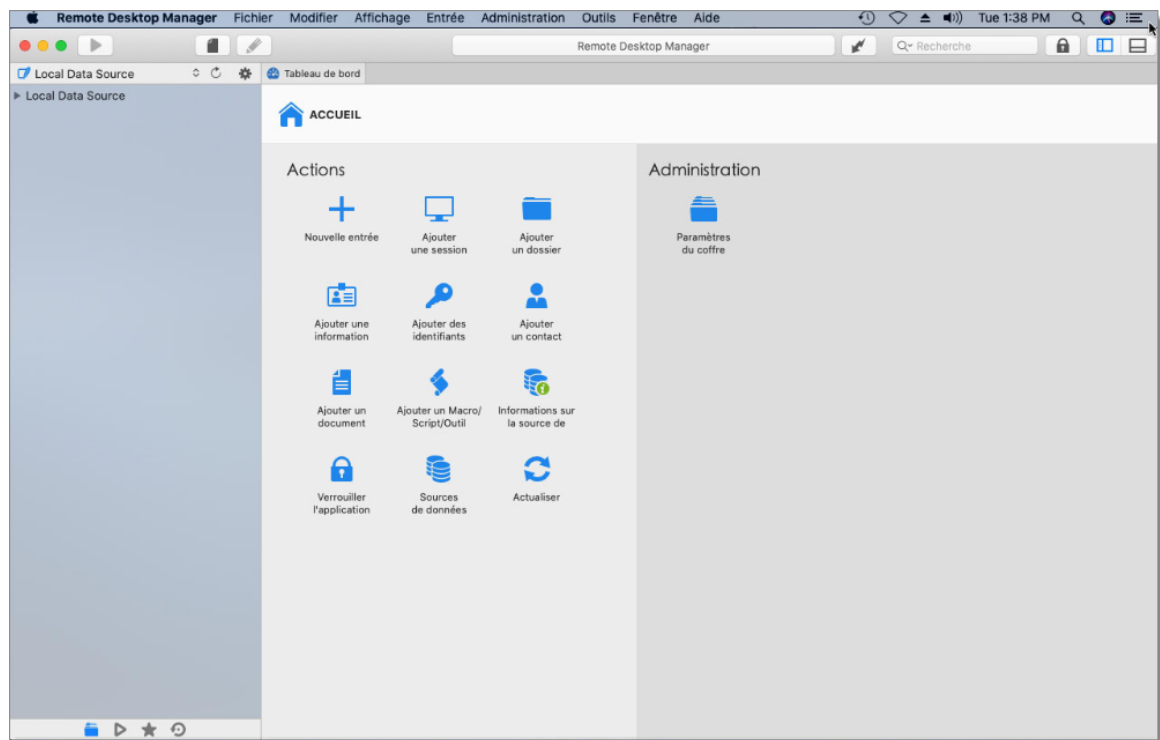 Remote Desktop Manager Fichier Modifier Affichage Entrée Administration Outils Fenêtre Aide Tue 1:38 PM
Remote Desktop Manager Recherche
Local Data Source Tableau de bord
Local Data Source
ACCUEIL
Actions
Administration
Nouvelle entrée
Ajouter
une session
Ajouter
un dossier
Paramètres
du coffre
Ajouter une
information
Ajouter des
identifiants
Ajouter
un contact
Ajouter un
document
Ajouter un Macro/
Script/Outil
Informations sur
la source de
Verrouiller
l'application
Sources
de données
Actualiser